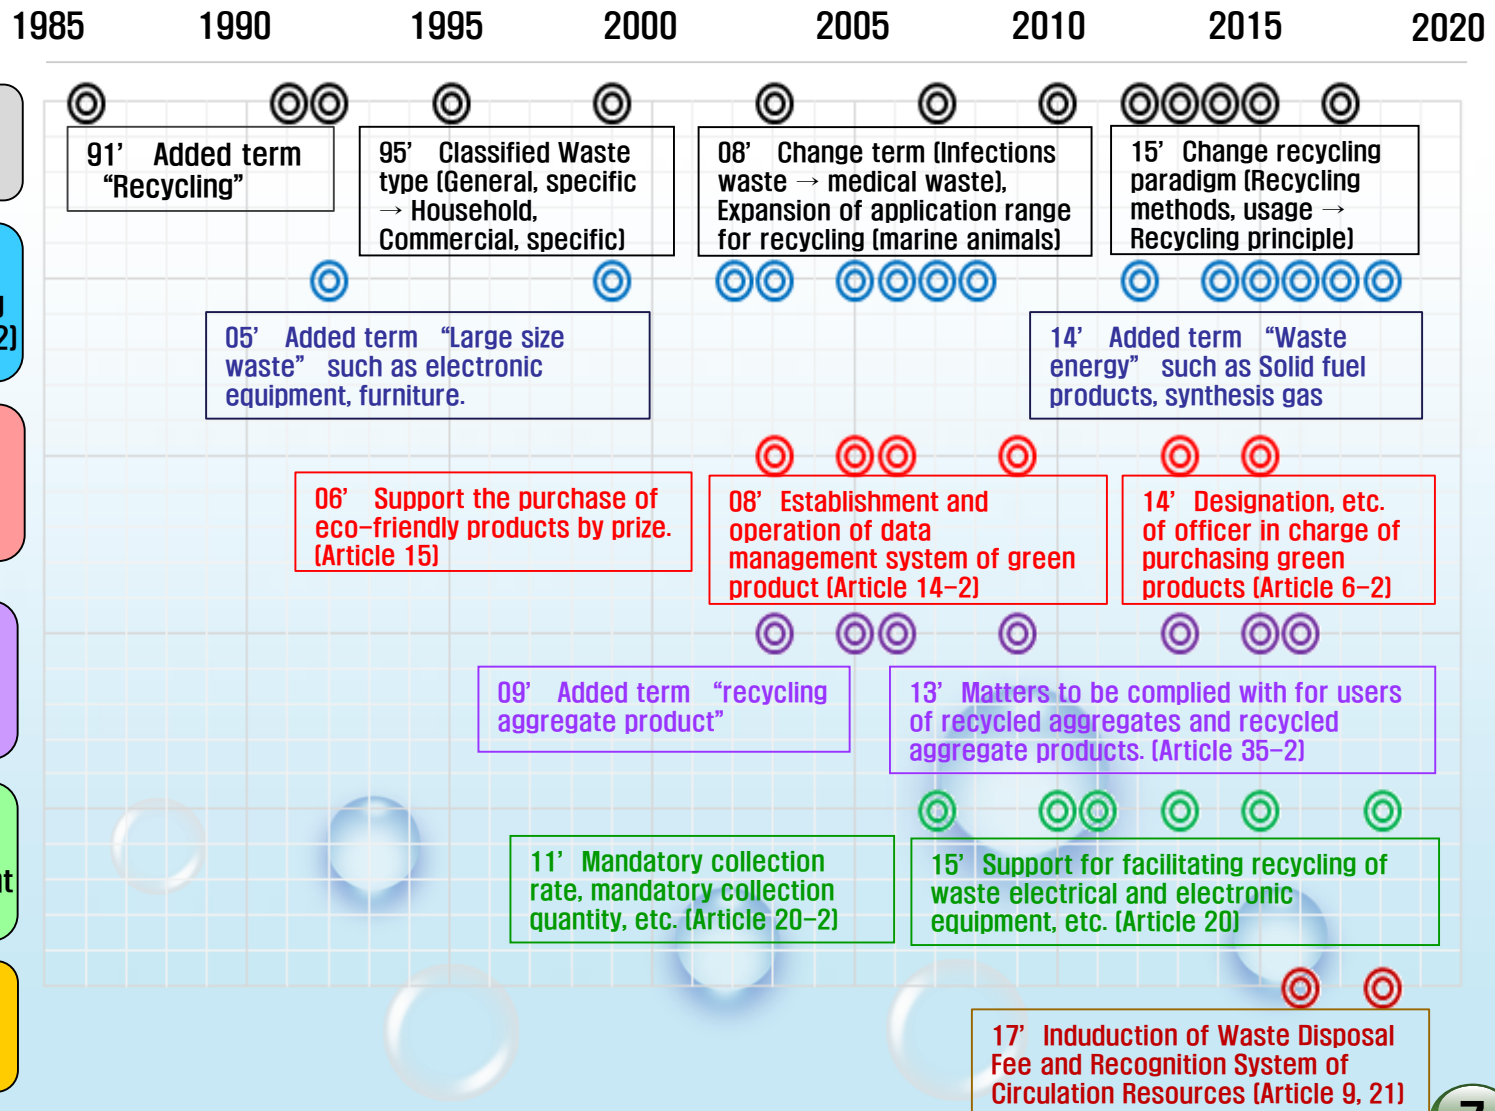 1985 1990 1995 2000 2005 2010 2015 2020
91’ Added term
“Recycling”
95’ Classified Waste
type (General, specific
→ Household,
Commercial, specific)
08’ Change term (Infections
waste → medical waste),
Expansion of application range
for recycling (marine animals)
15’ Change recycling
paradigm (Recycling
methods, usage →
Recycling principle)
g
2)
05’ Added term “Large size
waste” such as electronic
equipment, furniture.
14’ Added term “Waste
energy” such as Solid fuel
products, synthesis gas
06’ Support the purchase of
eco-friendly products by prize.
(Article 15)
08’ Establishment and
operation of data
management system of green
product (Article 14-2)
14’ Designation, etc.
of officer in charge of
purchasing green
products (Article 6-2)
09’ Added term “recycling
aggregate product”
13’ Matters to be complied with for users
of recycled aggregates and recycled
aggregate products. (Article 35-2)
nt
11’ Mandatory collection
rate, mandatory collection
quantity, etc. (Article 20-2)
15’ Support for facilitating recycling of
waste electrical and electronic
equipment, etc. (Article 20)
17’ Induduction of Waste Disposal
Fee and Recognition System of
Circulation Resources (Article 9, 21)
7